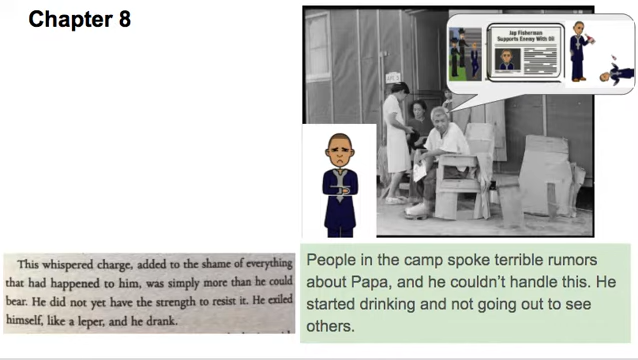 Chapter 8
Jap Fisherman
Supports Enemy With Oil
This whispered charge, added to the shame of everything
that had happened to him, was simply more than he could
bear. He did not yet have the strength to resist it. He exiled
himself, like a leper, and he drank.
People in the camp spoke terrible rumors
about Papa, and he couldn't handle this. He
started drinking and not going out to see
others.